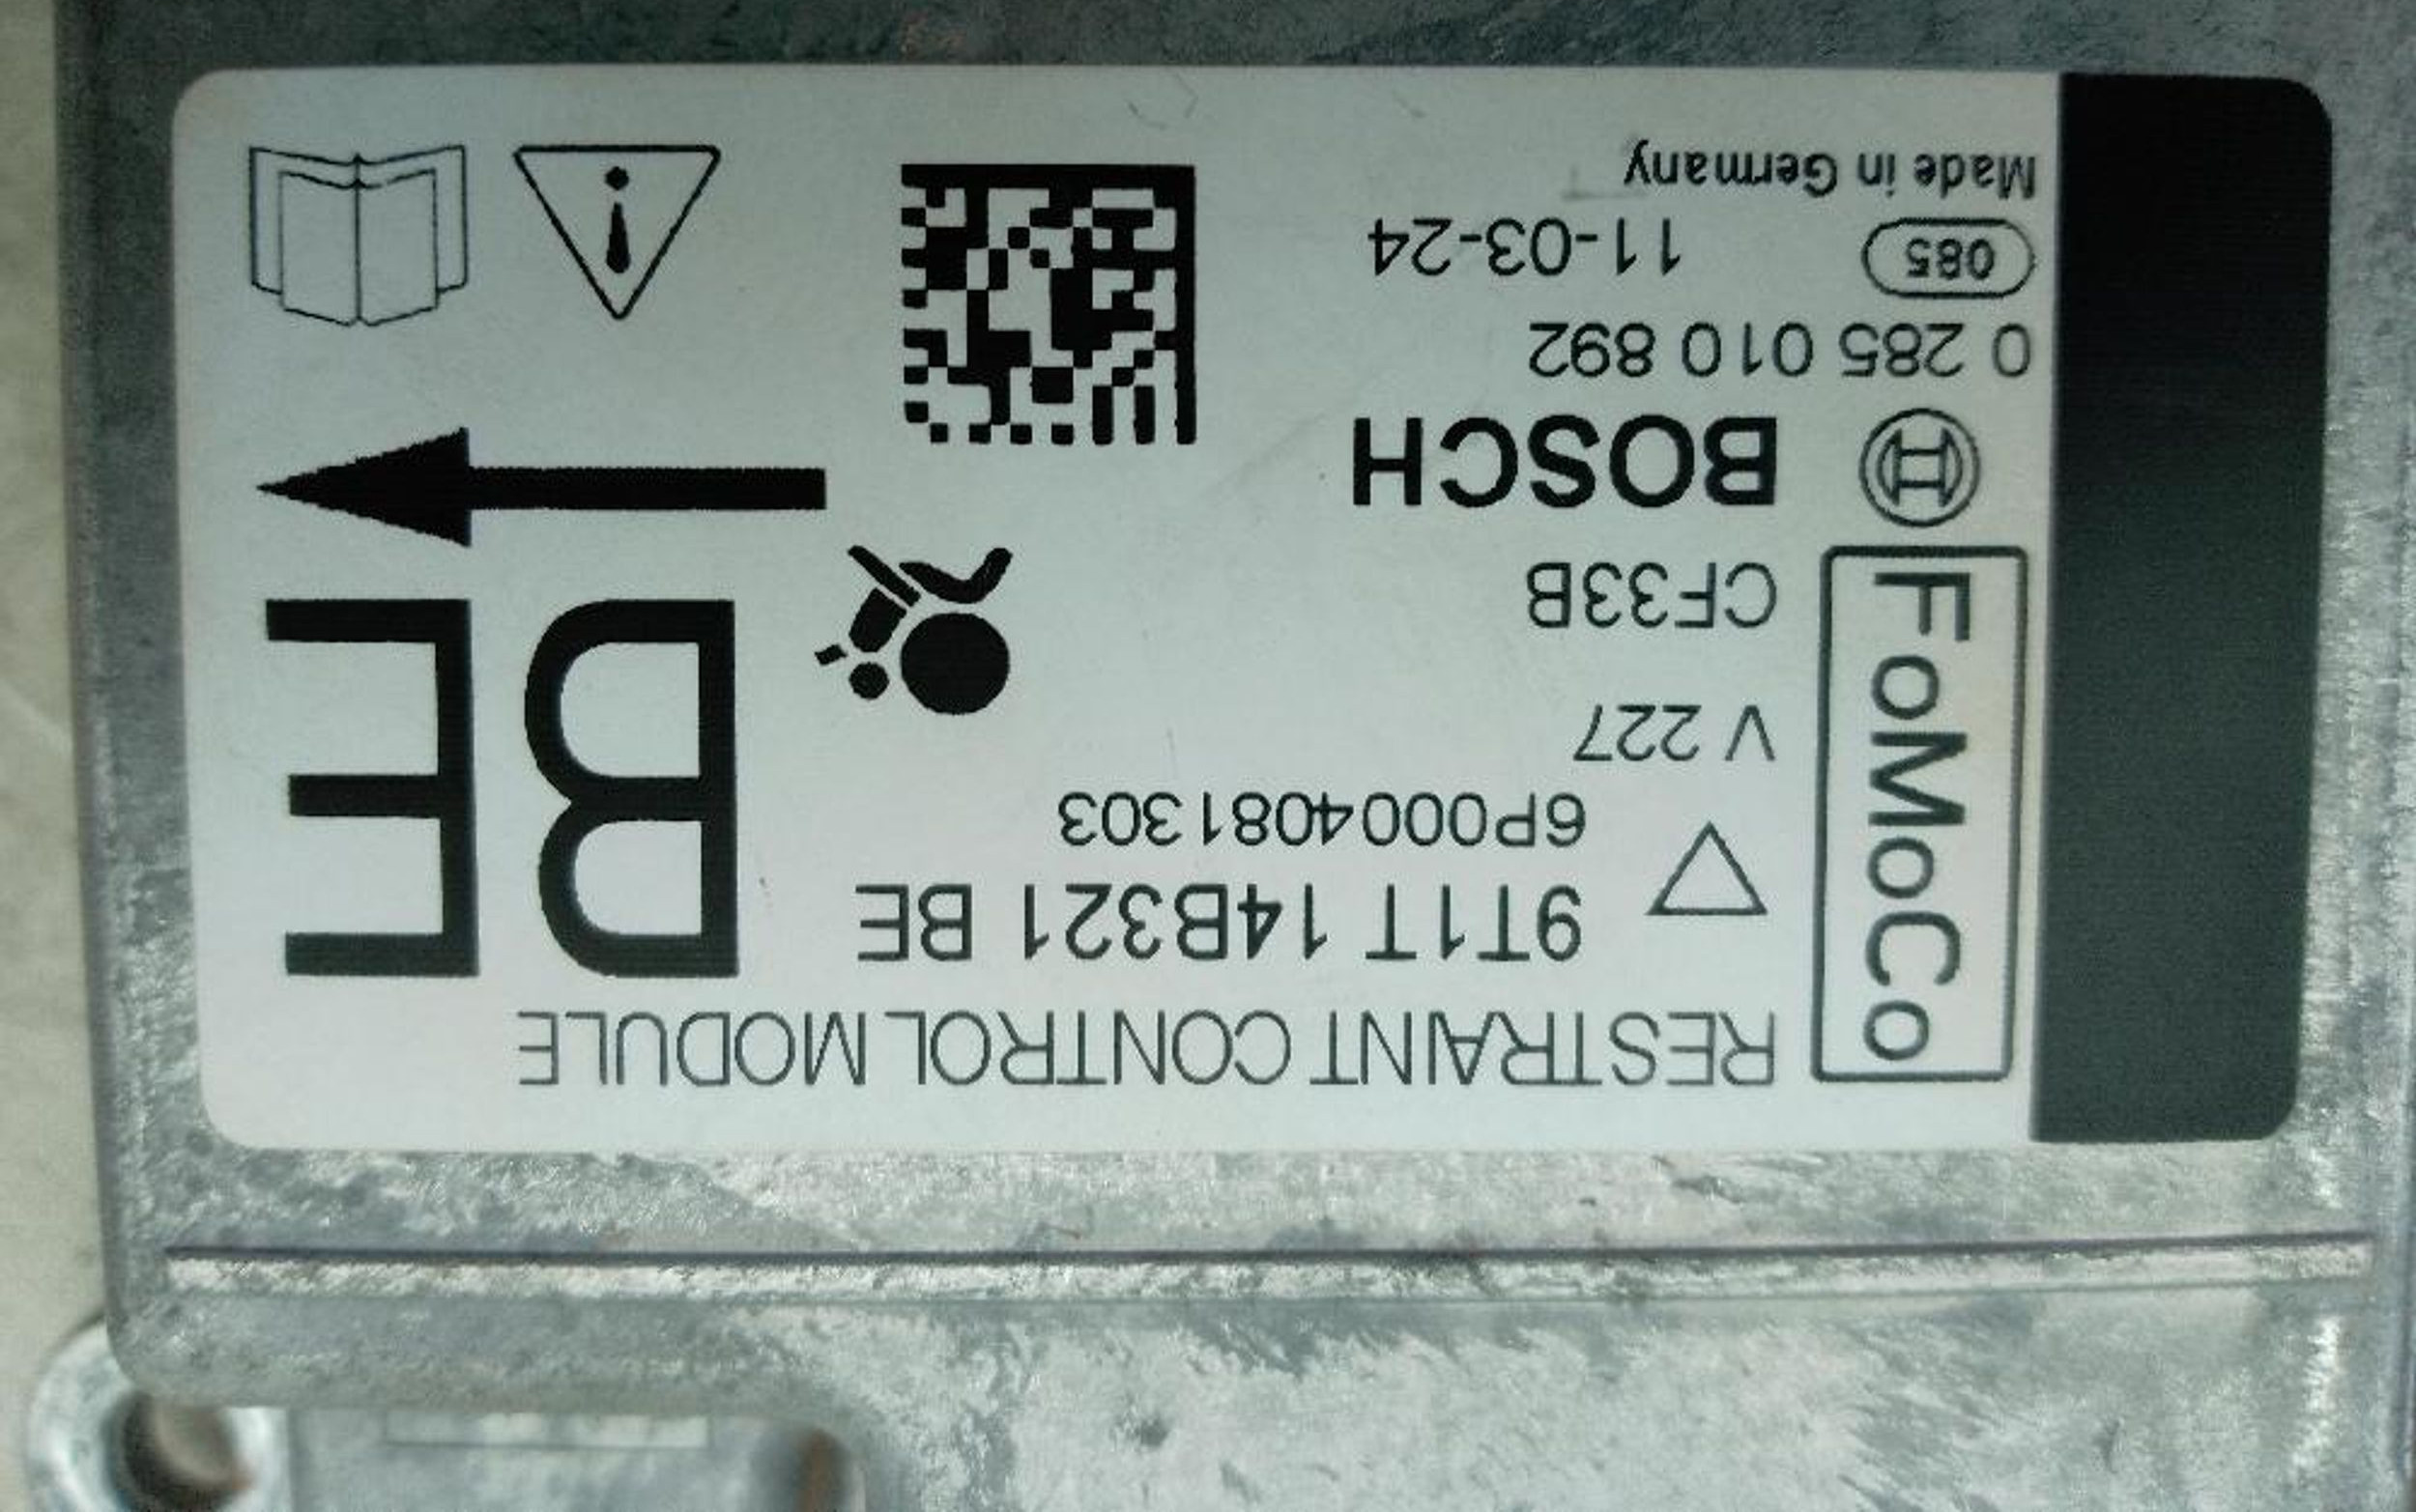 RESTRAINT CONTROL MODULE
FoMoCo
9T1T 14B321 BE
6P0004081303
BE
V 227
CF33B
BOSCH
0 285 010 892
085
11-03-24
Made in Germany